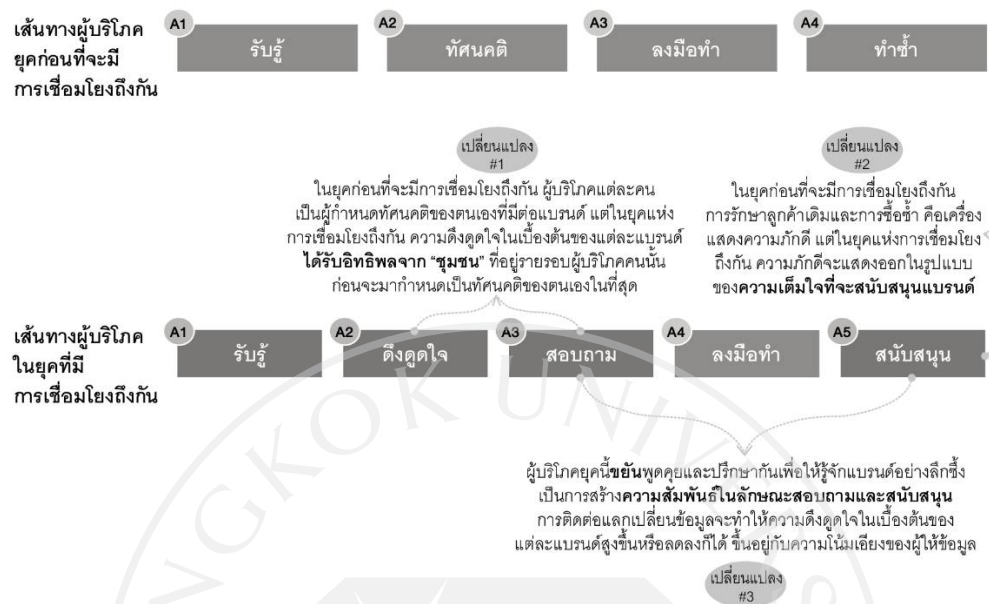 เส้นทางผู้บริโภค
ยุคก่อนที่จะมี
การเชื่อมโยงถึงกัน
A1
รับรู้
A2
ทัศนคติ
A3
ลงมือทำ
A4
ทำซ้ำ
เปลี่ยนแปลง
#1
ในยุคก่อนที่จะมีการเชื่อมโยงถึงกัน ผู้บริโภคแต่ละคน
เป็นผู้กำหนดทัศนคติของตนเองที่มีต่อแบรนด์ แต่ในยุคแห่ง
การเชื่อมโยงถึงกัน ความดึงดูดใจในเบื้องต้นของแต่ละแบรนด์
ได้รับอิทธิพลจาก “ชุมชน” ที่อยู่รายรอบผู้บริโภคคนนั้น
ก่อนจะมากำหนดเป็นทัศนคติของตนเองในที่สุด
เปลี่ยนแปลง
#2
ในยุคก่อนที่จะมีการเชื่อมโยงถึงกัน
การรักษาลูกค้าเดิมและการซื้อซ้ำ คือเครื่อง
แสดงความภักดี แต่ในยุคแห่งการเชื่อมโยง
ถึงกัน ความภักดีจะแสดงออกในรูปแบบ
ของความเต็มใจที่จะสนับสนุนแบรนด์
เส้นทางผู้บริโภค
ในยุคที่มี
การเชื่อมโยงถึงกัน
A1
รับรู้
A2
ดึงดูดใจ
A3
สอบถาม
A4
ลงมือทำ
A5
สนับสนุน
ผู้บริโภคยุคนี้ขยันพูดคุยและปรึกษากันเพื่อให้รู้จักแบรนด์อย่างลึกซึ้ง
เป็นการสร้างความสัมพันธ์ในลักษณะสอบถามและสนับสนุน
การติดต่อแลกเปลี่ยนข้อมูลจะทำให้ความดึงดูดใจในเบื้องต้นของ
แต่ละแบรนด์สูงขึ้นหรือลดลงก็ได้ ขึ้นอยู่กับความโน้มเอียงของผู้ให้ข้อมูล
เปลี่ยนแปลง
#3
NGKOK UNIV